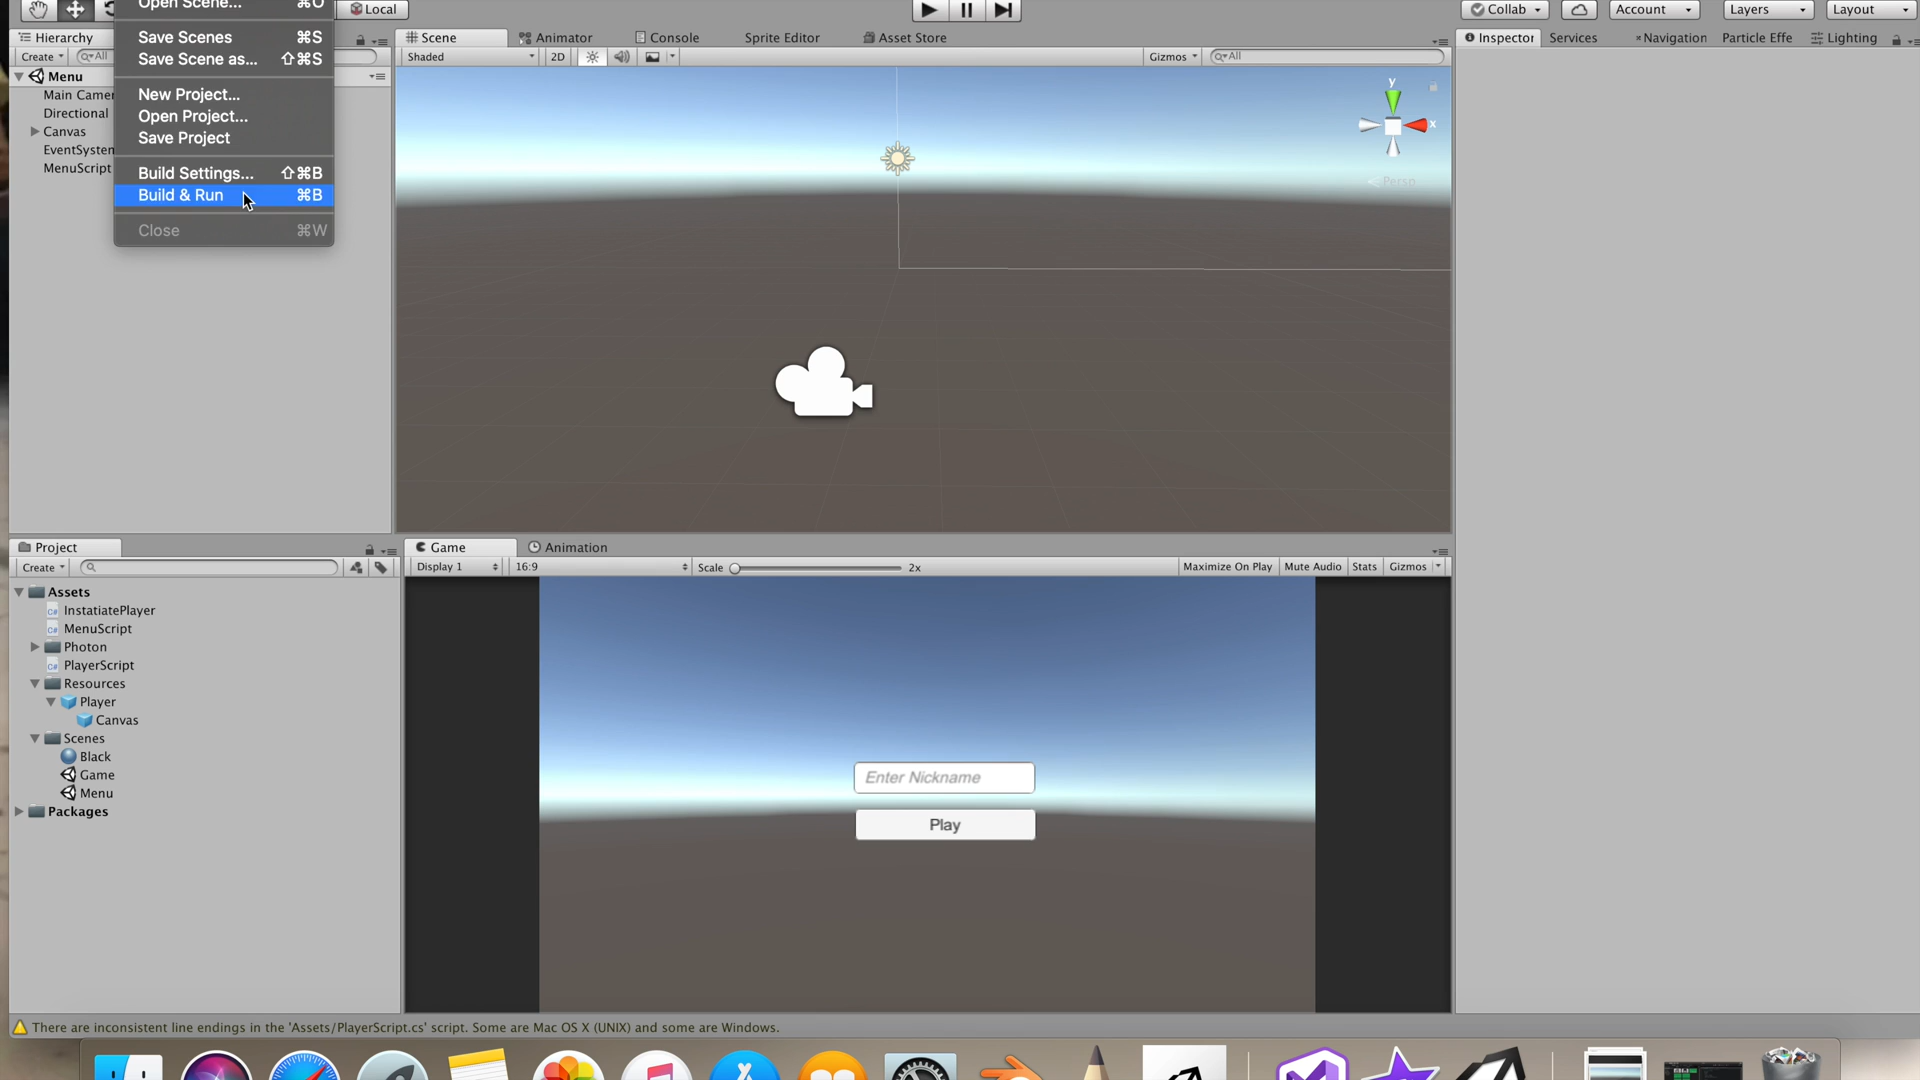 Local
Collab
Account
Layers
Layout
Open Scene... ⌘O
Save Scenes ⌘S
Save Scene as... ⇧⌘S
New Project...
Open Project...
Save Project
Build Settings... ⇧⌘B
Build & Run ⌘B
Close ⌘W
Hierarchy
Create All
Menu
Main Camer
Directional
Canvas
EventSysten
MenuScript
Scene Animator Console Sprite Editor Asset Store
Shaded 2D Gizmos All
y
x
Persp
Inspector Services Navigation Particle Effe Lighting
Project
Create
Assets
InstatiatePlayer
MenuScript
Photon
PlayerScript
Resources
Player
Canvas
Scenes
Black
Game
Menu
Packages
Game Animation
Display 1 16:9 Scale 2x Maximize On Play Mute Audio Stats Gizmos
Enter Nickname
Play
There are inconsistent line endings in the 'Assets/PlayerScript.cs' script. Some are Mac OS X (UNIX) and some are Windows.